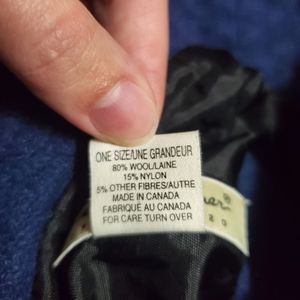 ONE SIZE/UNE GRANDEUR
80% WOOL/LAINE
15% NYLON
5% OTHER FIBRES/AUTRE
MADE IN CANADA
FABRIQUÉ AU CANADA
FOR CARE TURN OVER